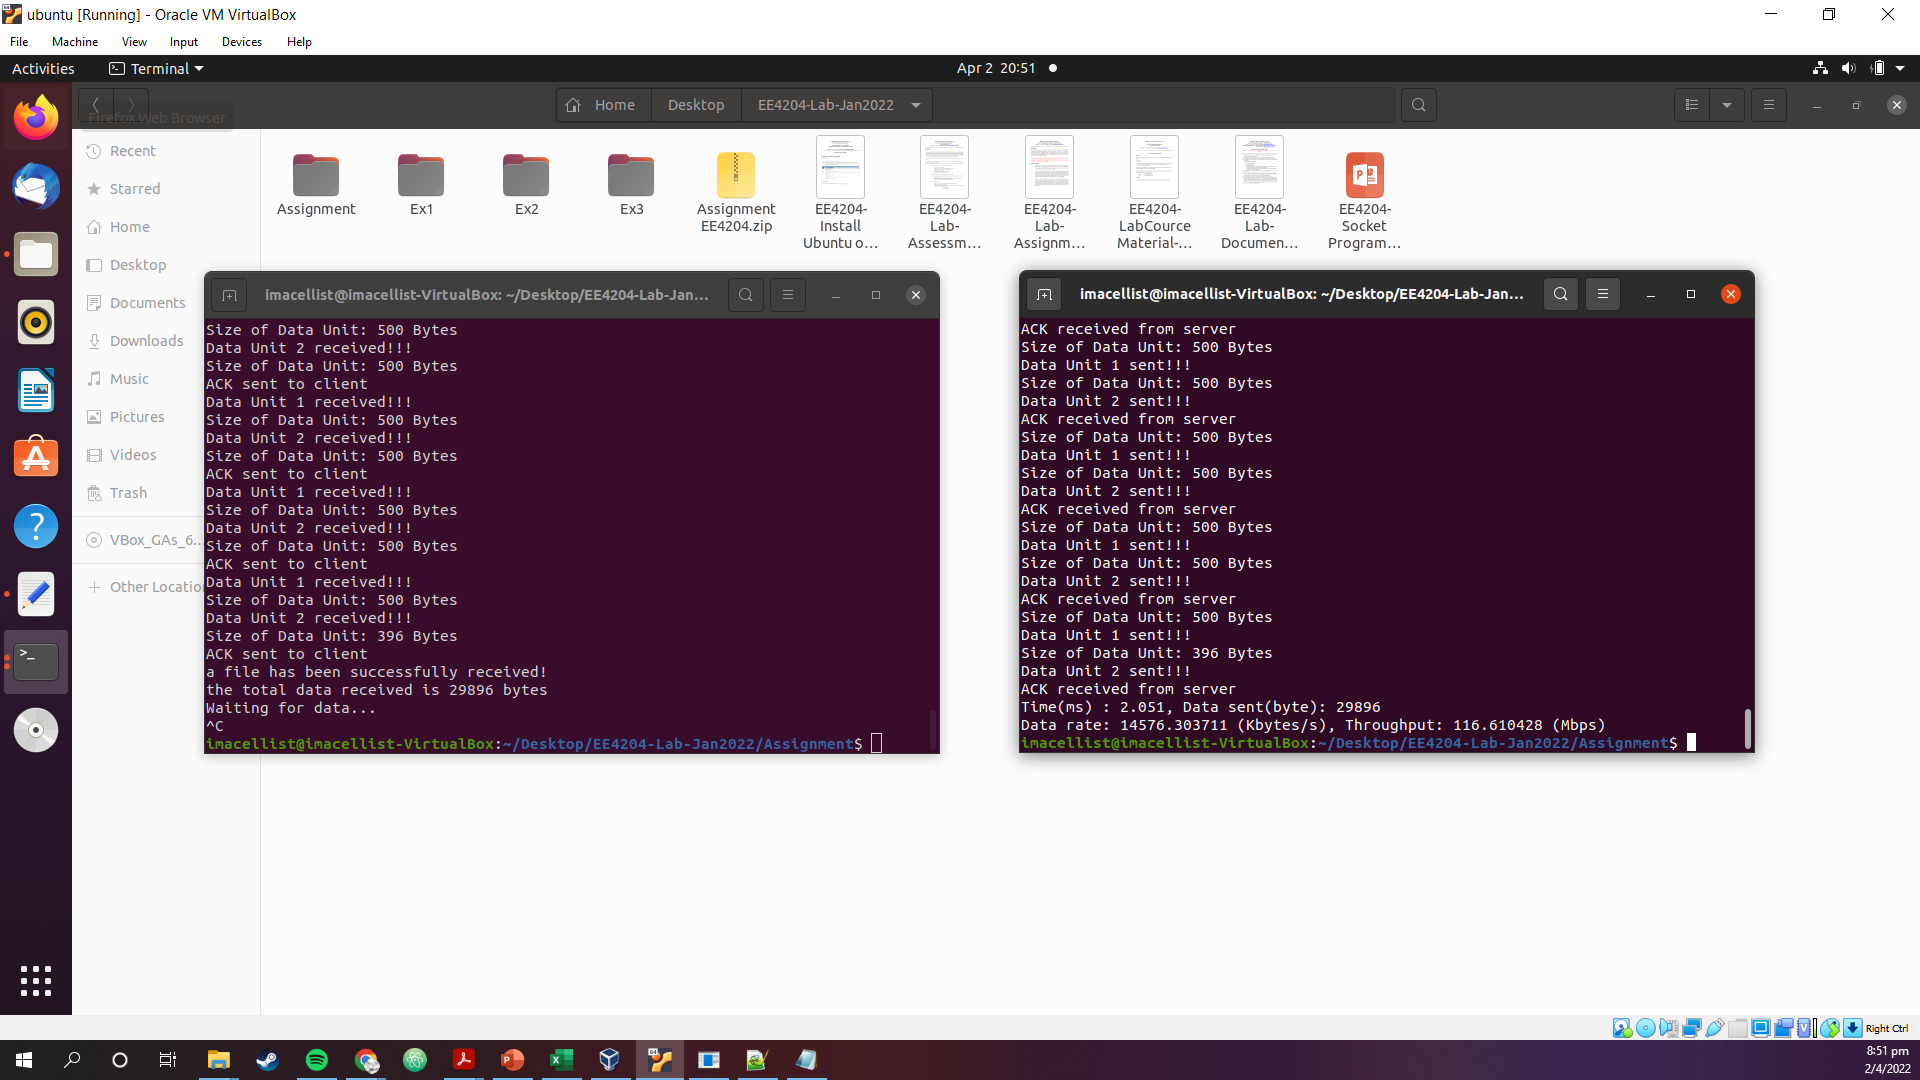 ubuntu [Running] - Oracle VM VirtualBox
File Machine View Input Devices Help
Activities Terminal Apr 2 20:51
Home Desktop EE4204-Lab-Jan2022
Firefox Web Browser
Recent
Starred
Home
Desktop
Documents
Downloads
Music
Pictures
Videos
Trash
VBox_GAs_6...
Other Locatio
Assignment
Ex1
Ex2
Ex3
Assignment
EE4204.zip
EE4204-
Install
Ubuntu o...
EE4204-
Lab-
Assessm...
EE4204-
Lab-
Assignm...
EE4204-
LabCource
Material-...
EE4204-
Lab-
Documen...
EE4204-
Socket
Program...
imacellist@imacellist-VirtualBox: ~/Desktop/EE4204-Lab-Jan...
Size of Data Unit: 500 Bytes
Data Unit 2 received!!!
Size of Data Unit: 500 Bytes
ACK sent to client
Data Unit 1 received!!!
Size of Data Unit: 500 Bytes
Data Unit 2 received!!!
Size of Data Unit: 500 Bytes
ACK sent to client
Data Unit 1 received!!!
Size of Data Unit: 500 Bytes
Data Unit 2 received!!!
Size of Data Unit: 500 Bytes
ACK sent to client
Data Unit 1 received!!!
Size of Data Unit: 500 Bytes
Data Unit 2 received!!!
Size of Data Unit: 396 Bytes
ACK sent to client
a file has been successfully received!
the total data received is 29896 bytes
Waiting for data...
^C
imacellist@imacellist-VirtualBox:~/Desktop/EE4204-Lab-Jan2022/Assignment$
imacellist@imacellist-VirtualBox: ~/Desktop/EE4204-Lab-Jan...
ACK received from server
Size of Data Unit: 500 Bytes
Data Unit 1 sent!!!
Size of Data Unit: 500 Bytes
Data Unit 2 sent!!!
ACK received from server
Size of Data Unit: 500 Bytes
Data Unit 1 sent!!!
Size of Data Unit: 500 Bytes
Data Unit 2 sent!!!
ACK received from server
Size of Data Unit: 500 Bytes
Data Unit 1 sent!!!
Size of Data Unit: 500 Bytes
Data Unit 2 sent!!!
ACK received from server
Size of Data Unit: 500 Bytes
Data Unit 1 sent!!!
Size of Data Unit: 396 Bytes
Data Unit 2 sent!!!
ACK received from server
Time(ms) : 2.051, Data sent(byte): 29896
Data rate: 14576.303711 (Kbytes/s), Throughput: 116.610428 (Mbps)
imacellist@imacellist-VirtualBox:~/Desktop/EE4204-Lab-Jan2022/Assignment$
Right Ctrl
8:51 pm
2/4/2022